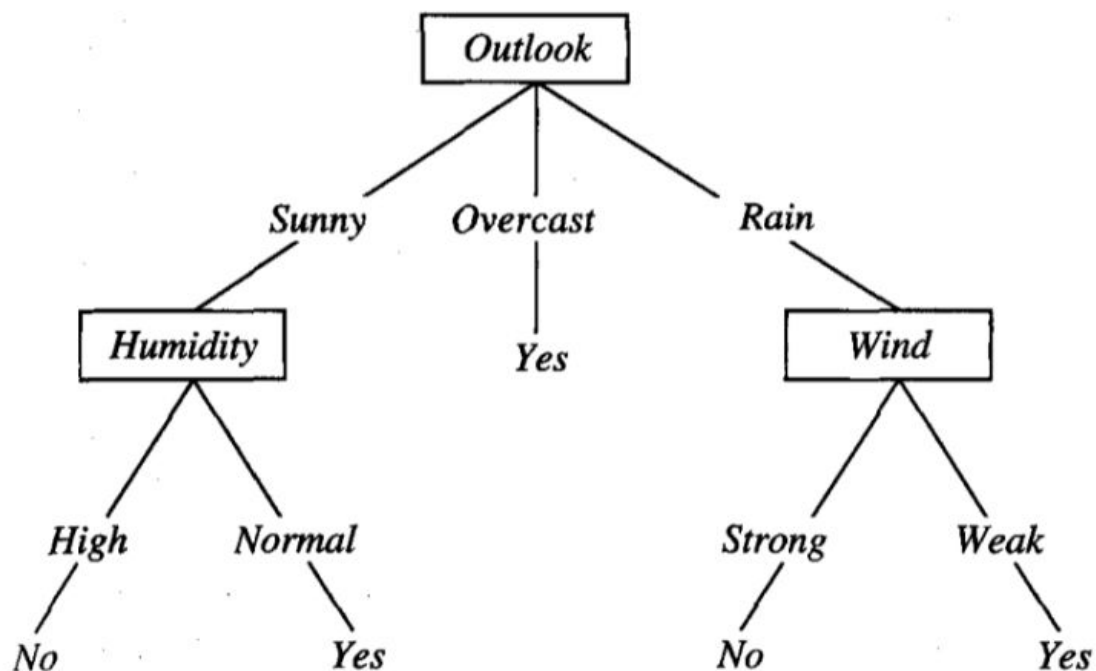 Outlook
Sunny Overcast Rain
Humidity Yes Wind
High Normal Strong Weak
No Yes No Yes